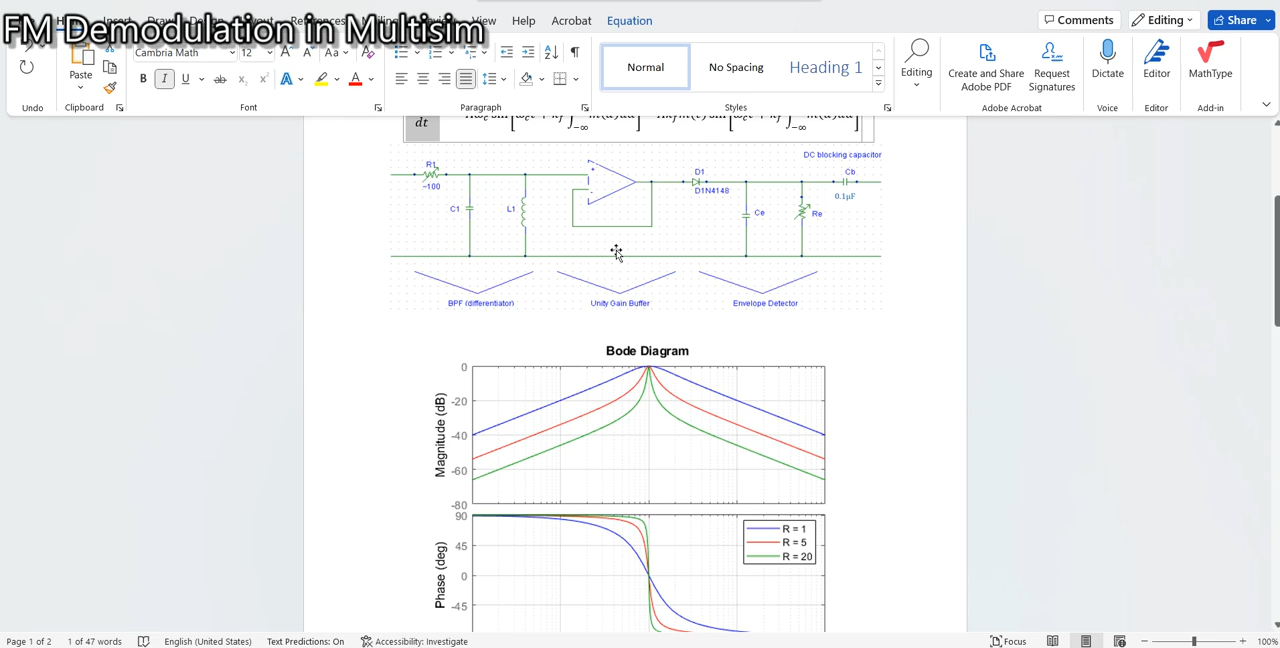 FM Demodulation in Multisim
View Help Acrobat Equation
Comments Editing Share
Cambria Math 12
Paste
Normal No Spacing Heading 1
Editing
Create and Share Adobe PDF
Request Signatures
Dictate
Editor
MathType
Undo Clipboard Font Paragraph Styles Adobe Acrobat Voice Editor Add-in
dt
DC blocking capacitor
R1
~100
C1
L1
D1
D1N4148
Ce
Re
Cb
0.1µF
BPF (differentiator) Unity Gain Buffer Envelope Detector
Bode Diagram
Magnitude (dB)
0
-20
-40
-60
-80
Phase (deg)
90
45
0
-45
R = 1
R = 5
R = 20
Page 1 of 2 1 of 47 words English (United States) Text Predictions: On Accessibility: Investigate Focus 100%